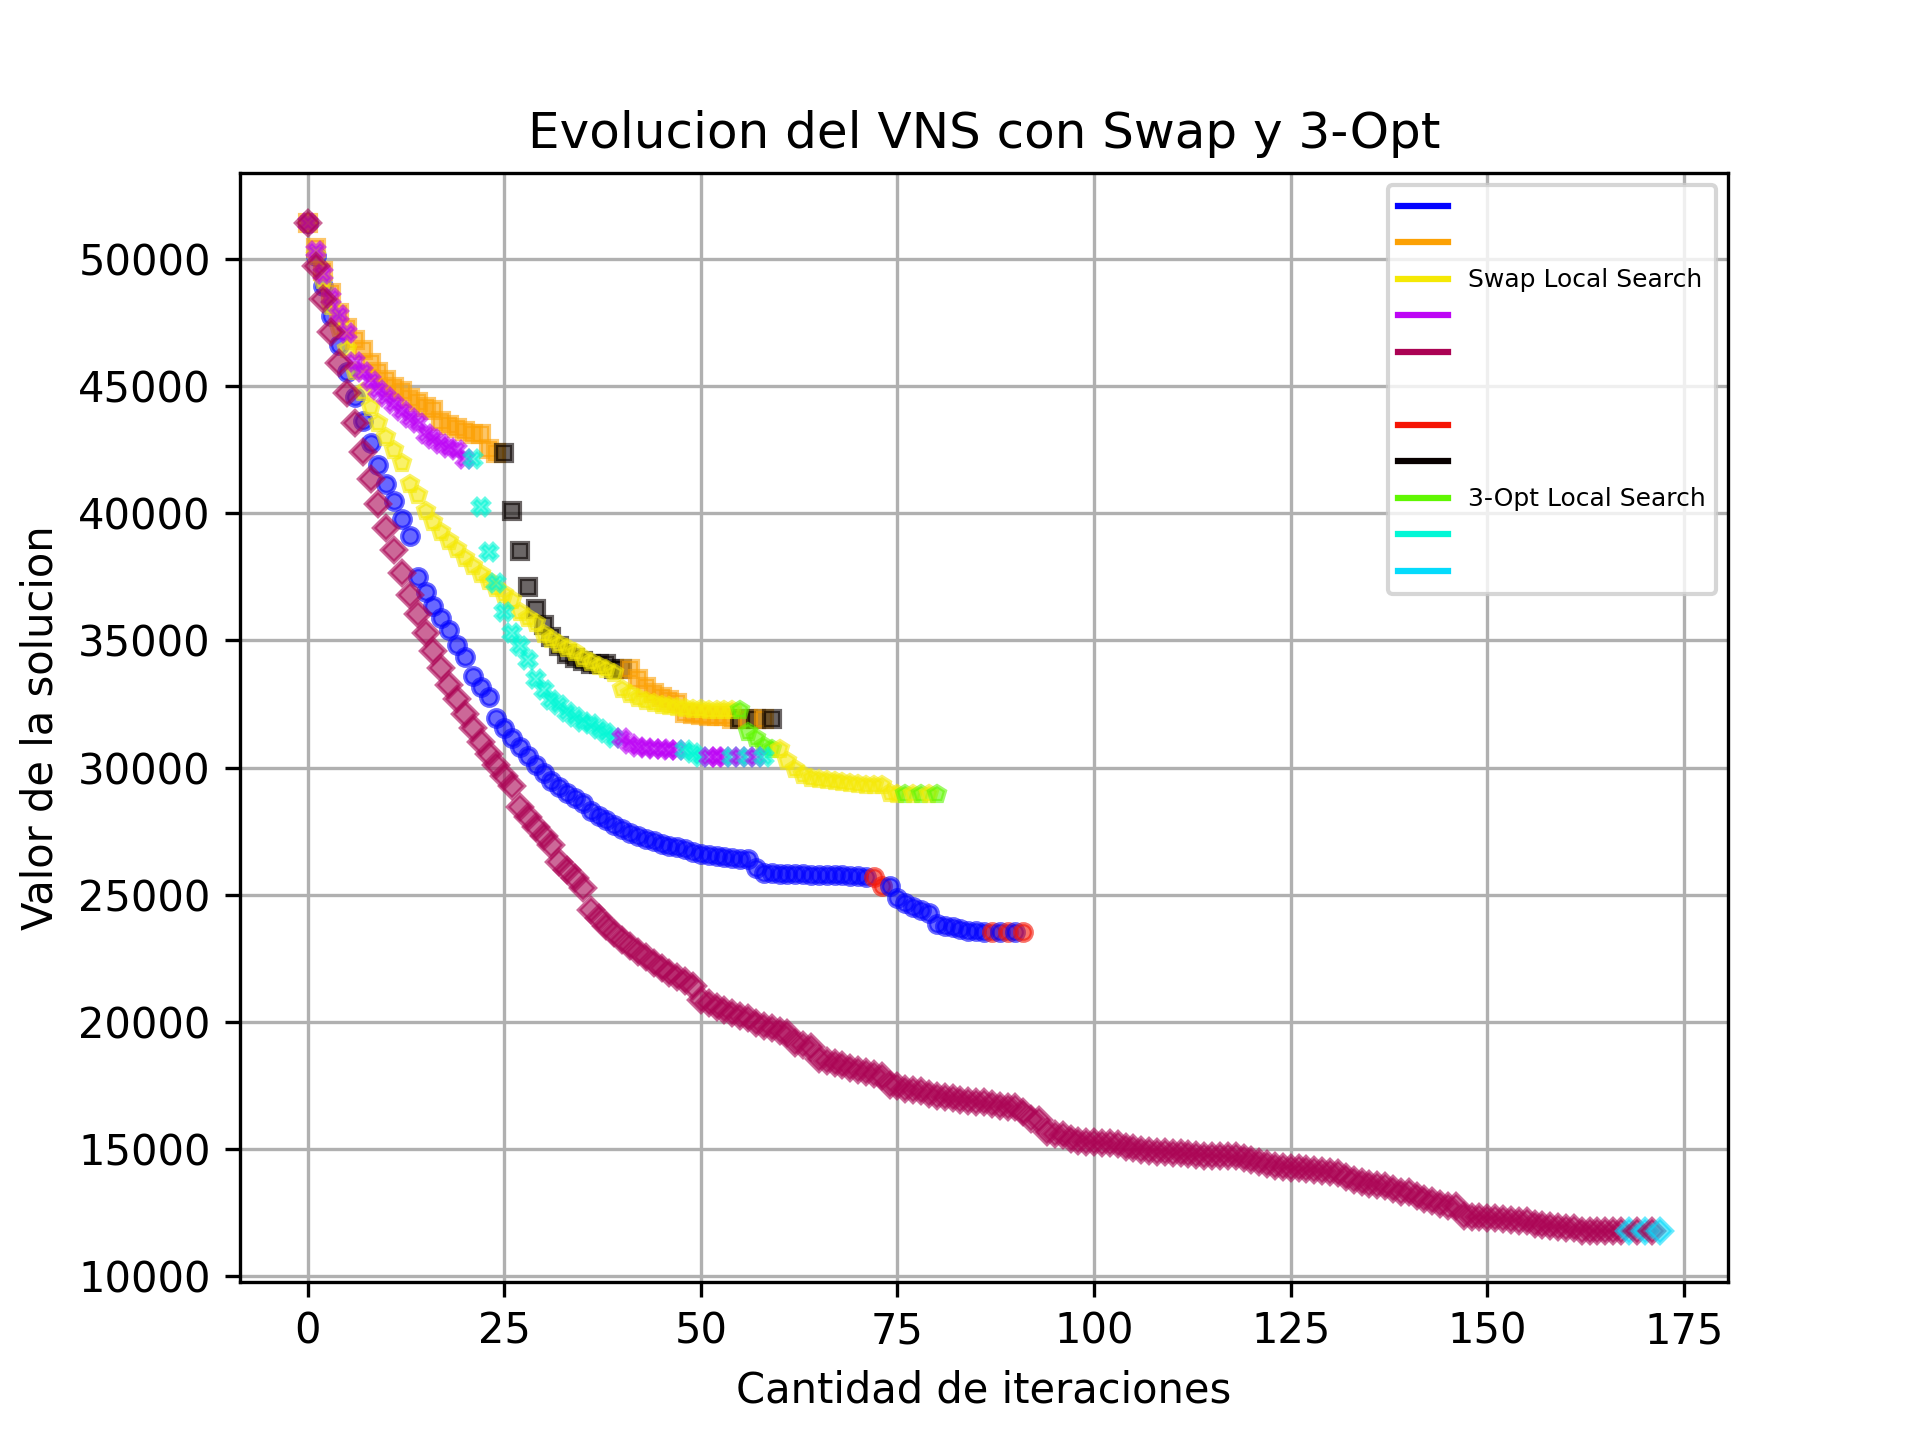 Evolucion del VNS con Swap y 3-Opt
Swap Local Search
3-Opt Local Search
Valor de la solucion
50000
45000
40000
35000
30000
25000
20000
15000
10000
0 25 50 75 100 125 150 175
Cantidad de iteraciones